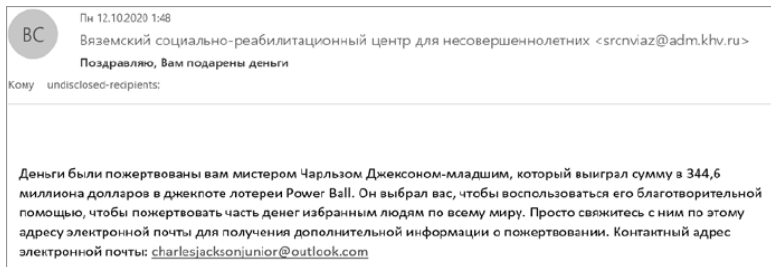 ВС
Пн 12.10.2020 1:48
Вяземский социально-реабилитационный центр для несовершеннолетних <srcnviaz@adm.khv.ru>
Поздравляю, Вам подарены деньги
Кому undisclosed-recipients:
Деньги были пожертвованы вам мистером Чарльзом Джексоном-младшим, который выиграл сумму в 344,6
миллиона долларов в джекпоте лотереи Power Ball. Он выбрал вас, чтобы воспользоваться его благотворительной
помощью, чтобы пожертвовать часть денег избранным людям по всему миру. Просто свяжитесь с ним по этому
адресу электронной почты для получения дополнительной информации о пожертвовании. Контактный адрес
электронной почты: charlesjacksonjunior@outlook.com